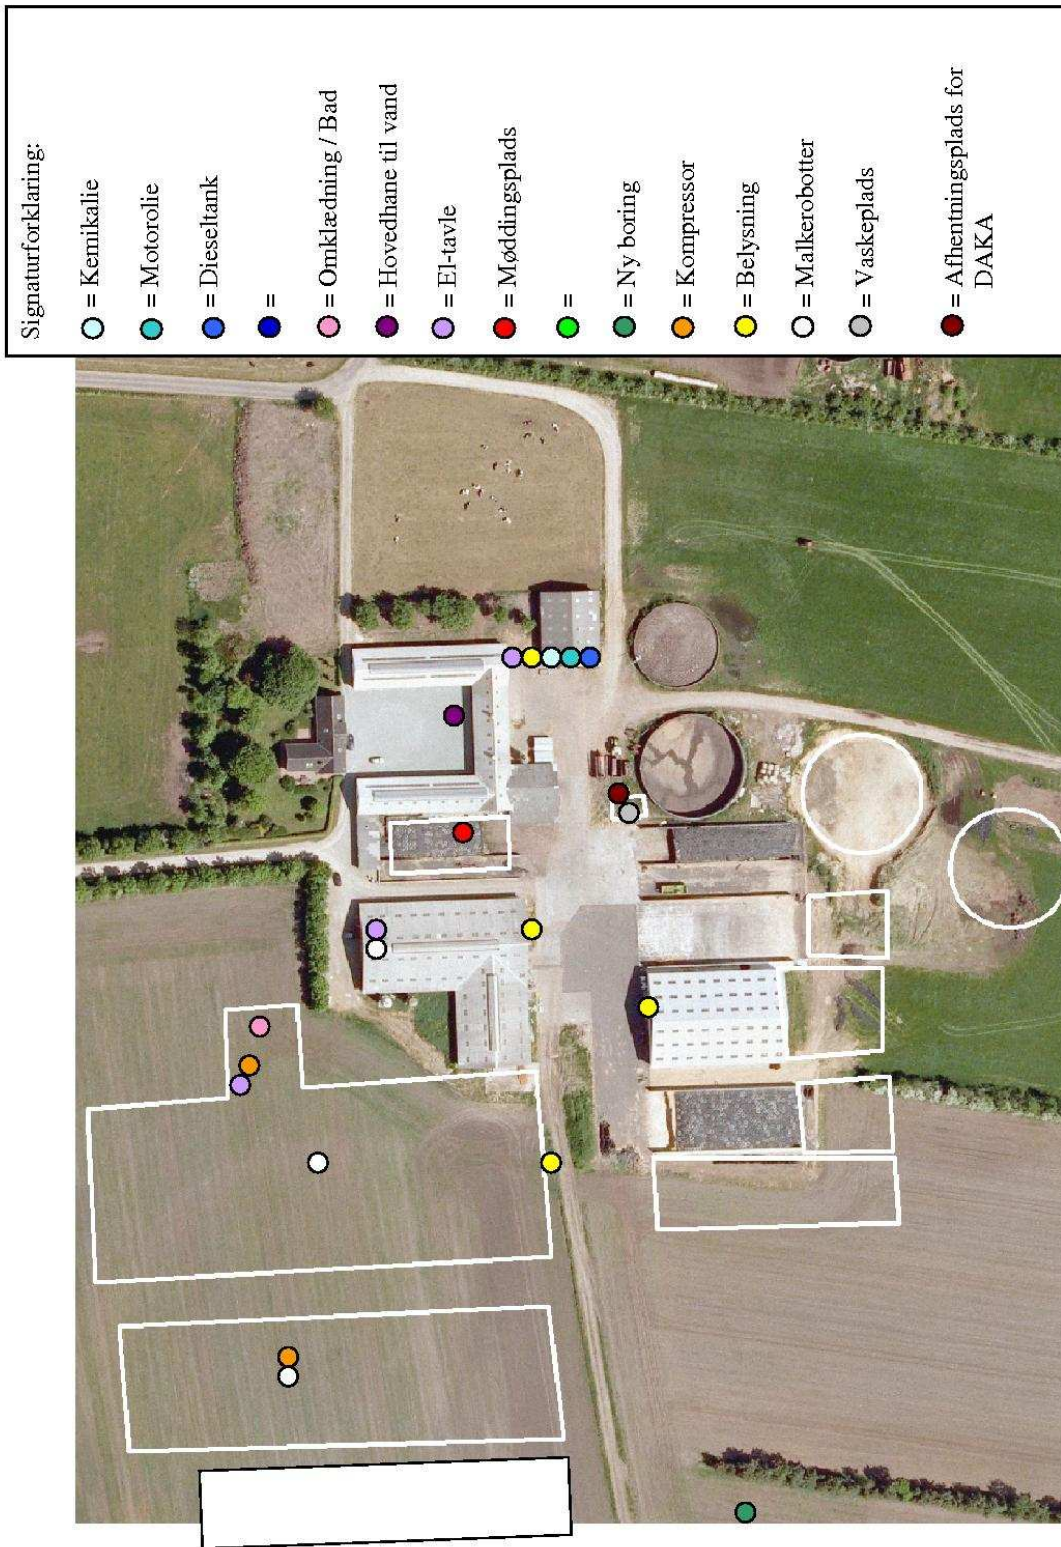 Signaturforklaring:
= Kemikalie
= Motorolie
= Dieseltank
=
= Omklædning / Bad
= Hovedhane til vand
= El-tavle
= Møddingsplads
=
= Ny boring
= Kompressor
= Belysning
= Malkerobotter
= Vaskeplads
= Afhentningsplads for
DAKA